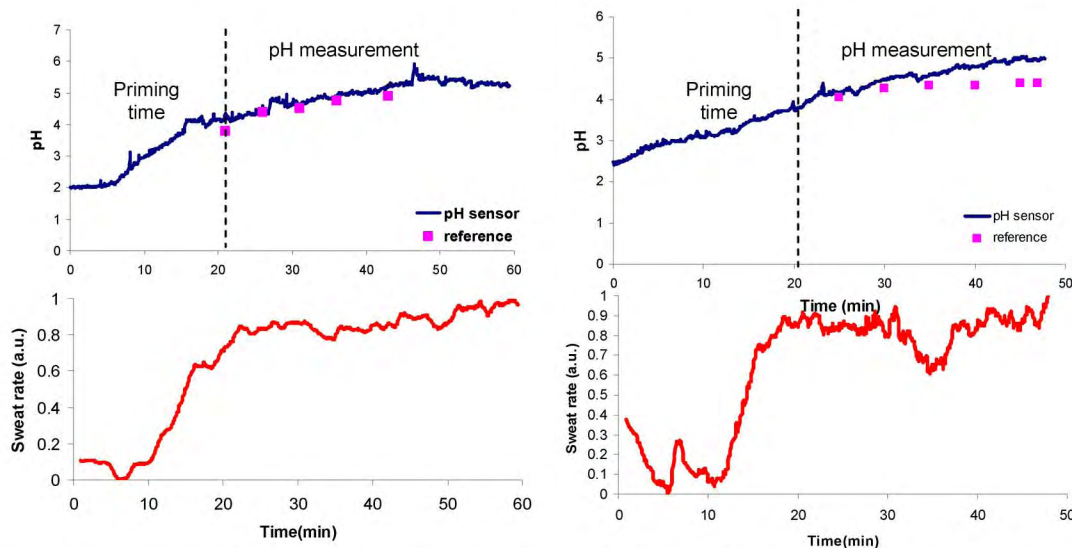 7
6
5
4
3
2
1
0
pH
Priming
time
pH measurement
pH sensor
reference
0 10 20 30 40 50 60
6
5
4
3
2
1
0
pH
Priming
time
pH measurement
pH sensor
reference
0 10 20 30 40 50
Time (min)
1
0.8
0.6
0.4
0.2
0
Sweat rate (a.u.)
0 10 20 30 40 50 60
Time(min)
1
0.9
0.8
0.7
0.6
0.5
0.4
0.3
0.2
0.1
0
Sweat rate (a.u.)
0 10 20 30 40 50
Time(min)